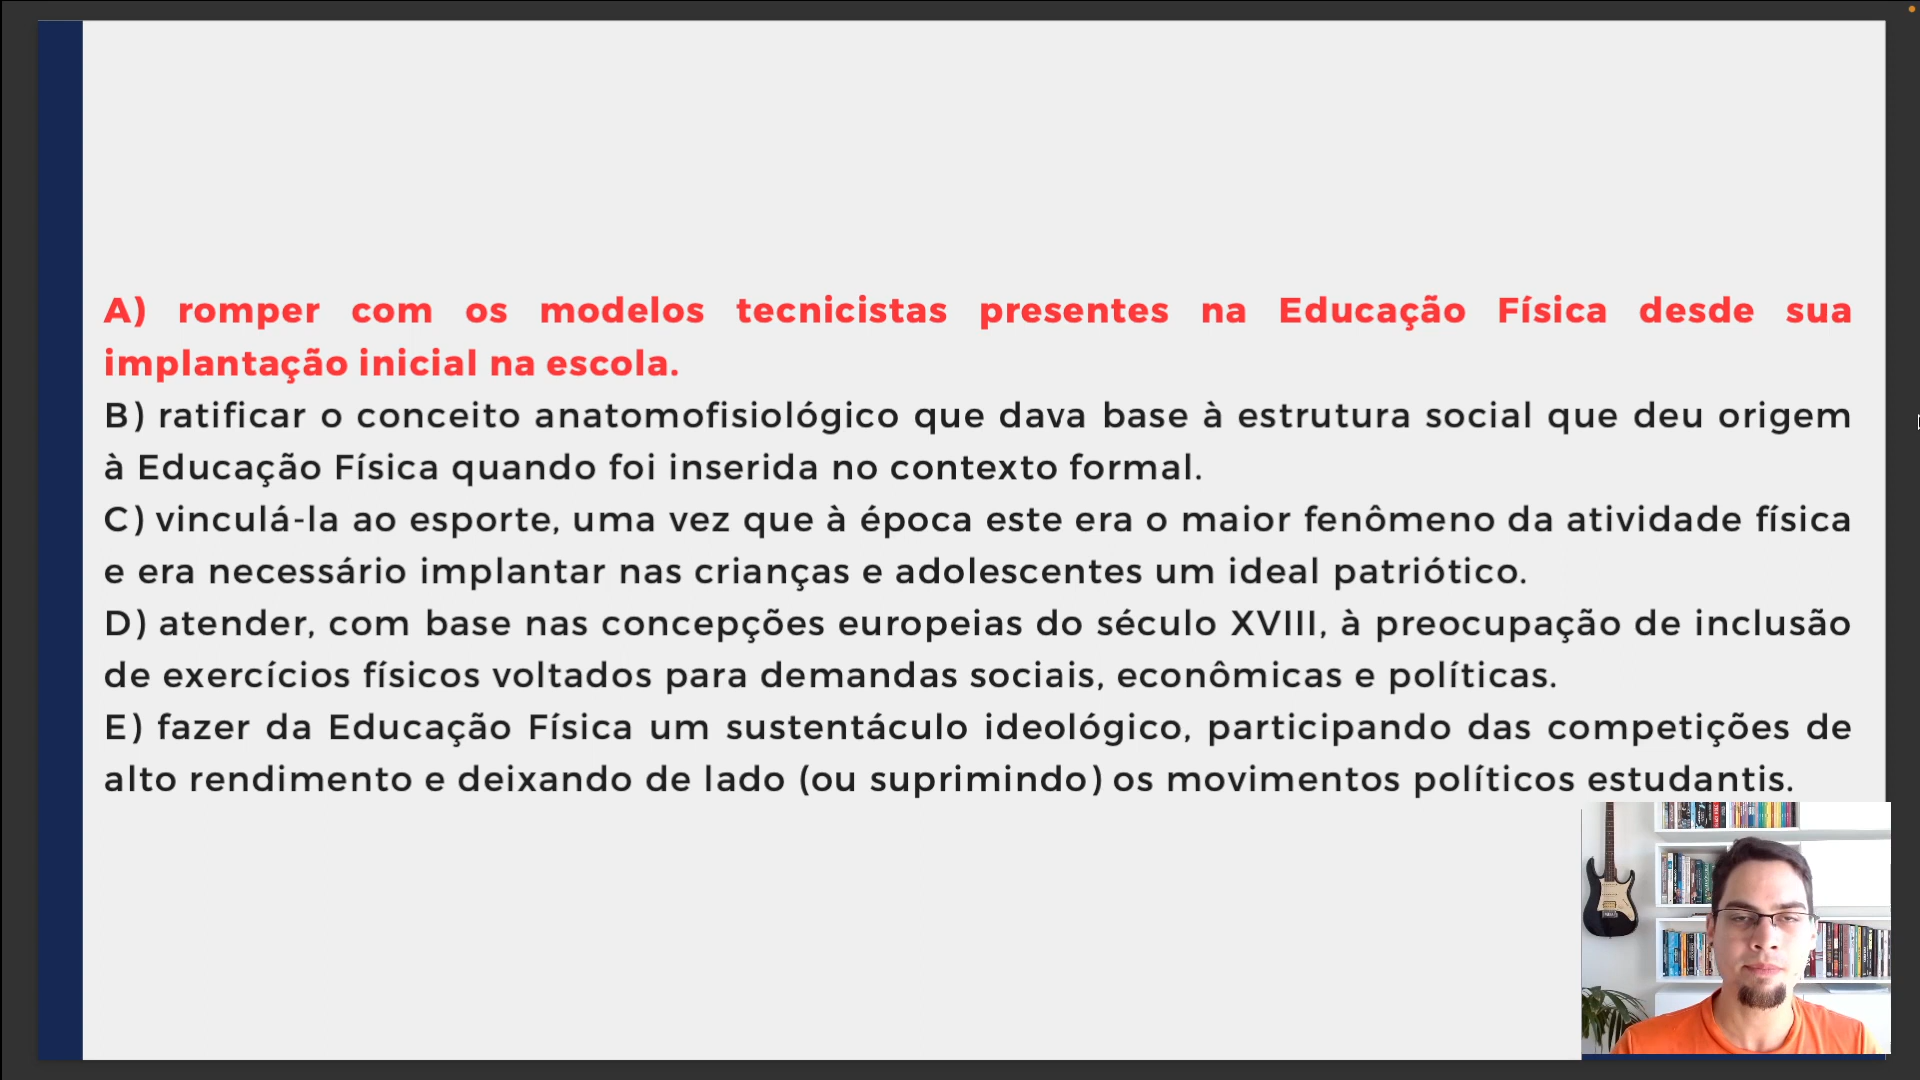 A) romper com os modelos tecnicistas presentes na Educação Física desde sua
implantação inicial na escola.
B) ratificar o conceito anatomofisiológico que dava base à estrutura social que deu origem
à Educação Física quando foi inserida no contexto formal.
C) vinculá-la ao esporte, uma vez que à época este era o maior fenômeno da atividade física
e era necessário implantar nas crianças e adolescentes um ideal patriótico.
D) atender, com base nas concepções europeias do século XVIII, à preocupação de inclusão
de exercícios físicos voltados para demandas sociais, econômicas e políticas.
E) fazer da Educação Física um sustentáculo ideológico, participando das competições de
alto rendimento e deixando de lado (ou suprimindo) os movimentos políticos estudantis.